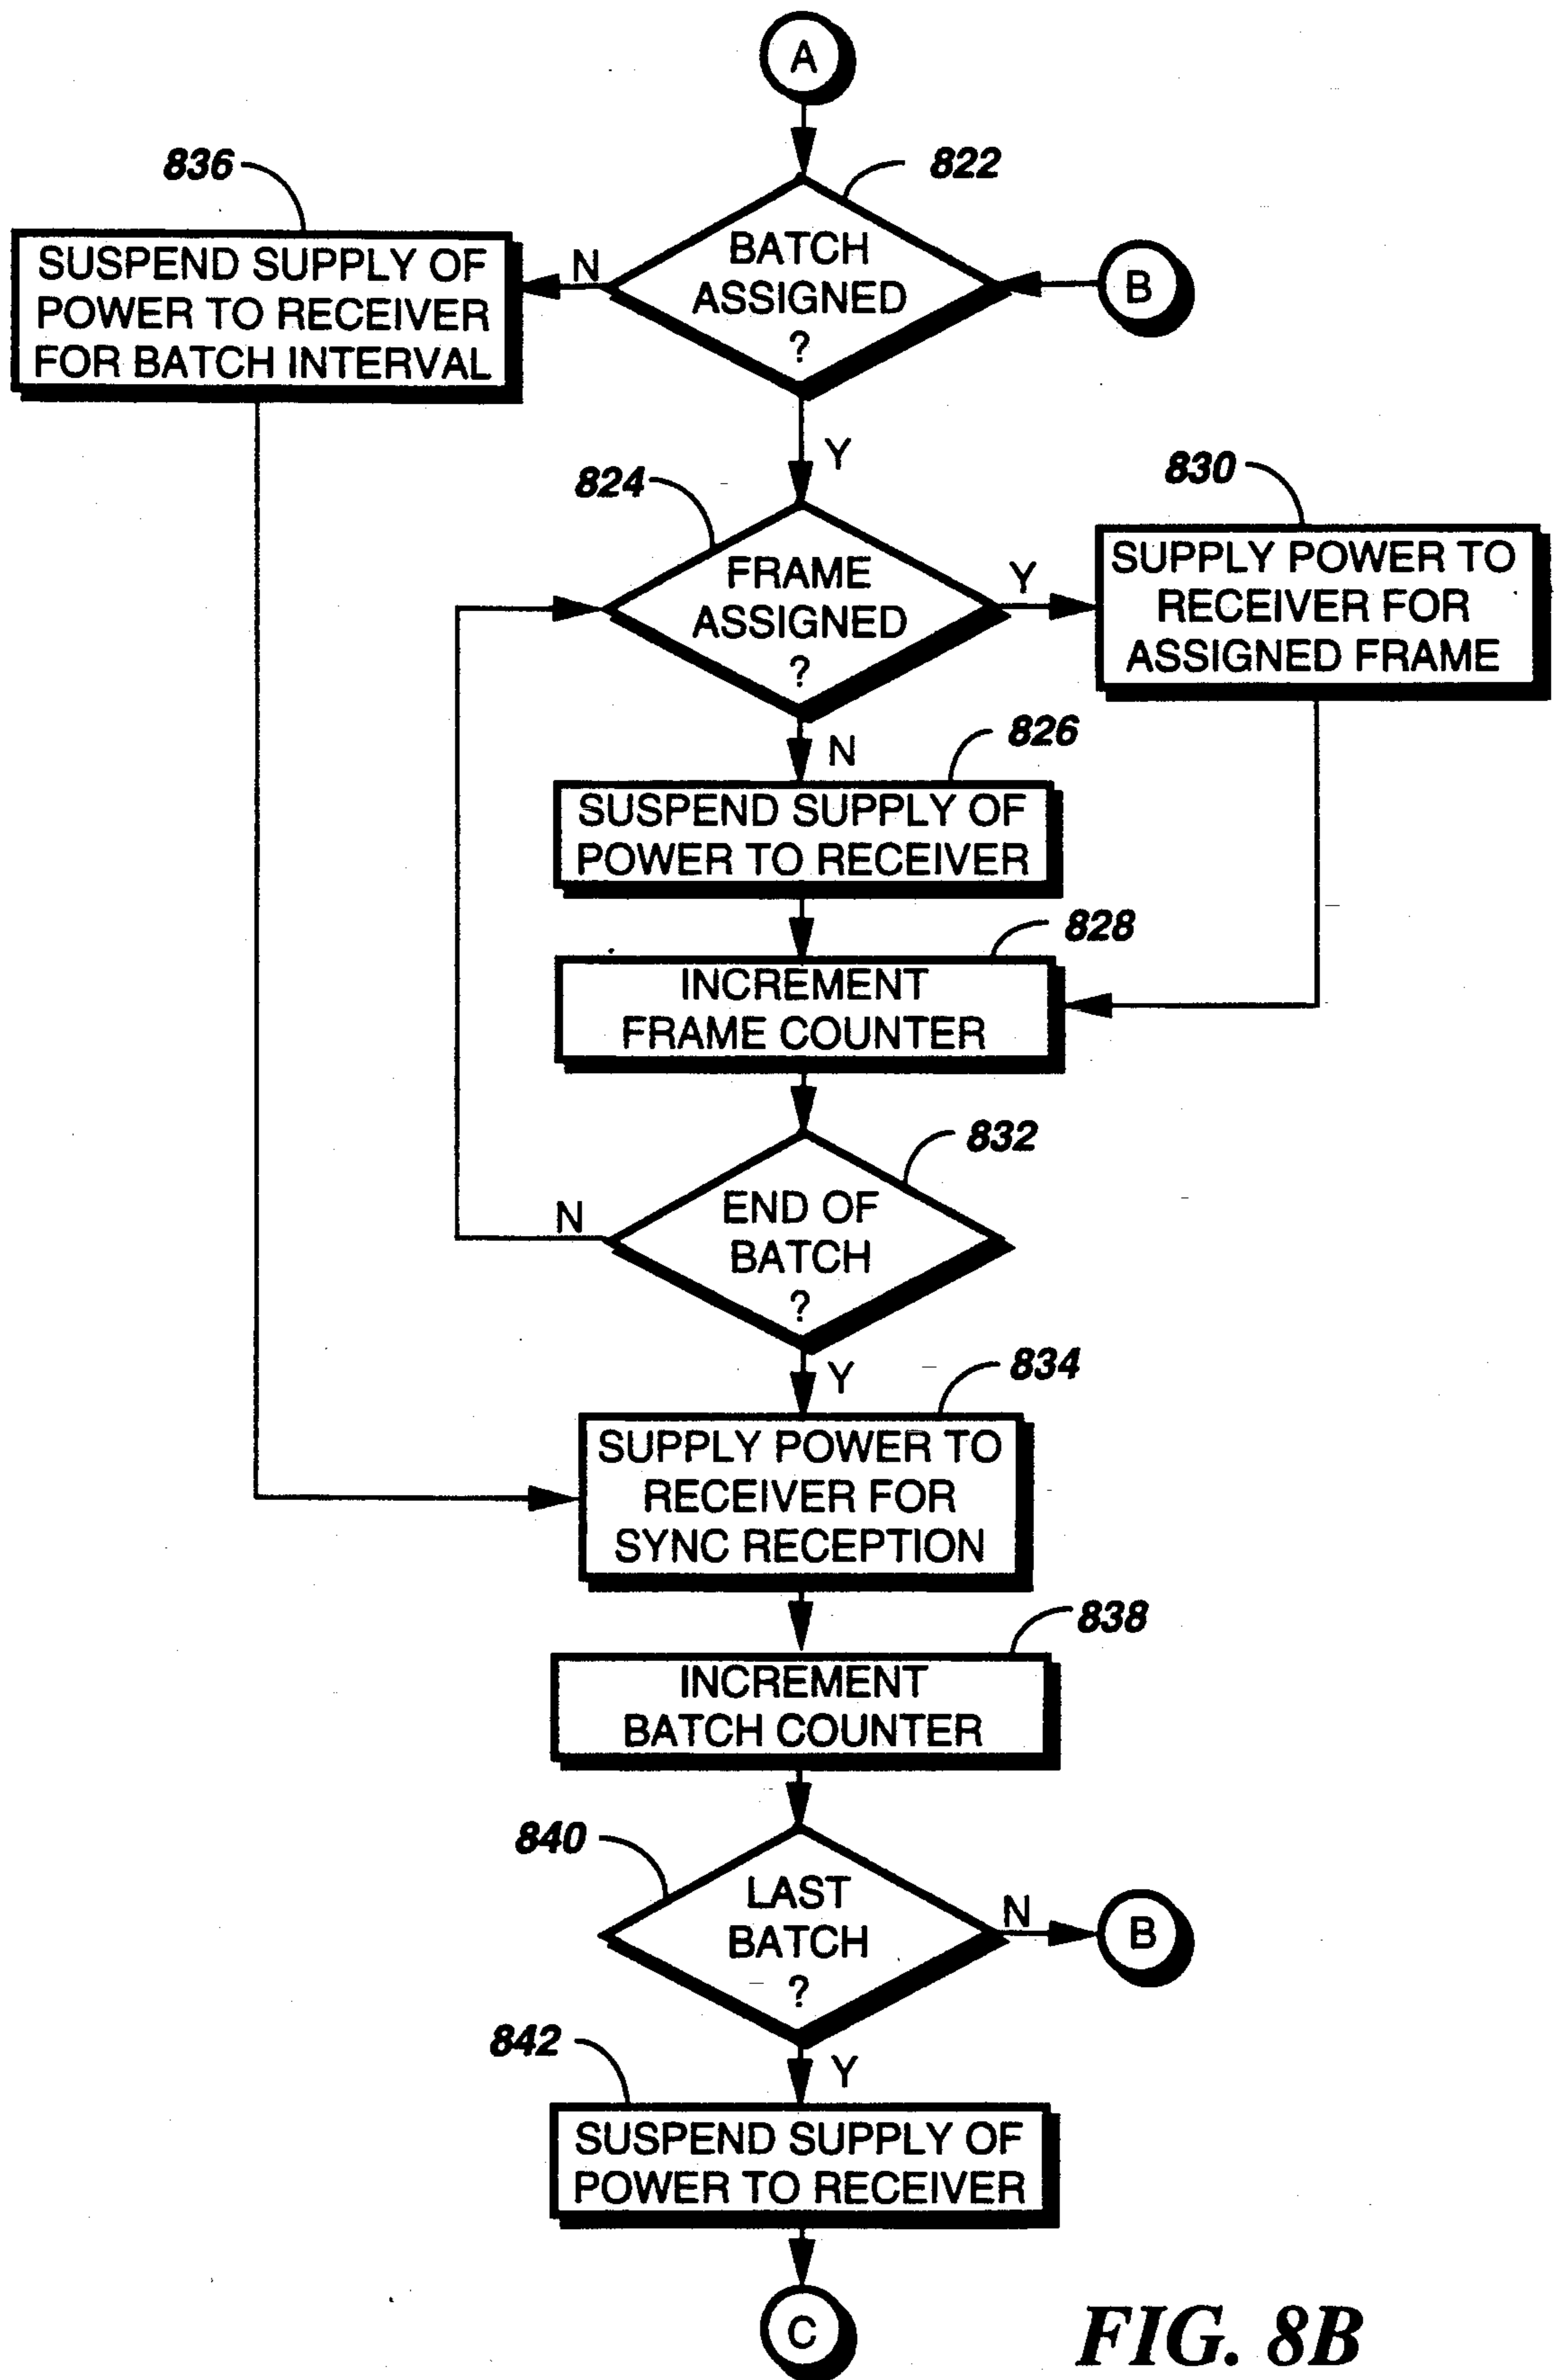 A
836
822
SUSPEND SUPPLY OF
POWER TO RECEIVER
FOR BATCH INTERVAL
N
BATCH
ASSIGNED
?
B
Y
824
830
FRAME
ASSIGNED
?
Y
SUPPLY POWER TO
RECEIVER FOR
ASSIGNED FRAME
N
826
SUSPEND SUPPLY OF
POWER TO RECEIVER
828
INCREMENT
FRAME COUNTER
832
N
END OF
BATCH
?
Y
834
SUPPLY POWER TO
RECEIVER FOR
SYNC RECEPTION
838
INCREMENT
BATCH COUNTER
840
LAST
BATCH
?
N
B
842
Y
SUSPEND SUPPLY OF
POWER TO RECEIVER
C
FIG. 8B